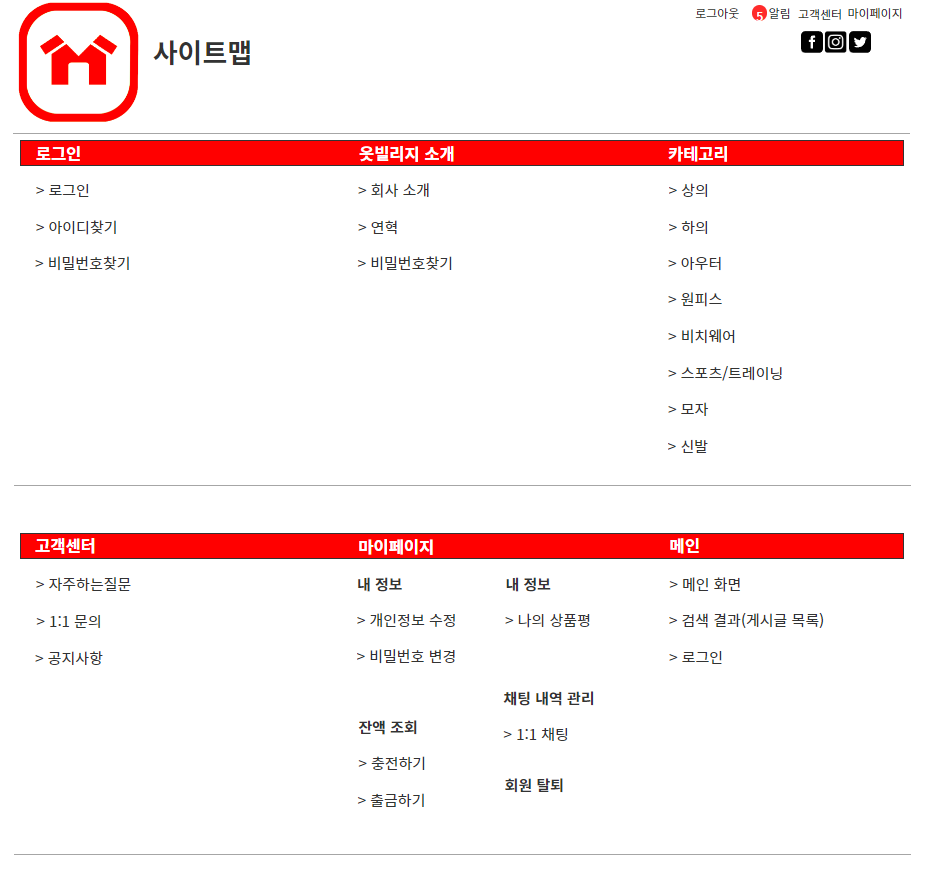 로그아웃 5 알림 고객센터 마이페이지
사이트맵
로그인 옷빌리지 소개 카테고리
> 로그인 > 회사 소개 > 상의
> 아이디찾기 > 연혁 > 하의
> 비밀번호찾기 > 비밀번호찾기 > 아우터
> 원피스
> 비치웨어
> 스포츠/트레이닝
> 모자
> 신발
고객센터 마이페이지 메인
> 자주하는질문 내 정보 내 정보 > 메인 화면
> 1:1 문의 > 개인정보 수정 > 나의 상품평 > 검색 결과(게시글 목록)
> 공지사항 > 비밀번호 변경 > 로그인
채팅 내역 관리
잔액 조회
> 1:1 채팅
> 충전하기
회원 탈퇴
> 출금하기